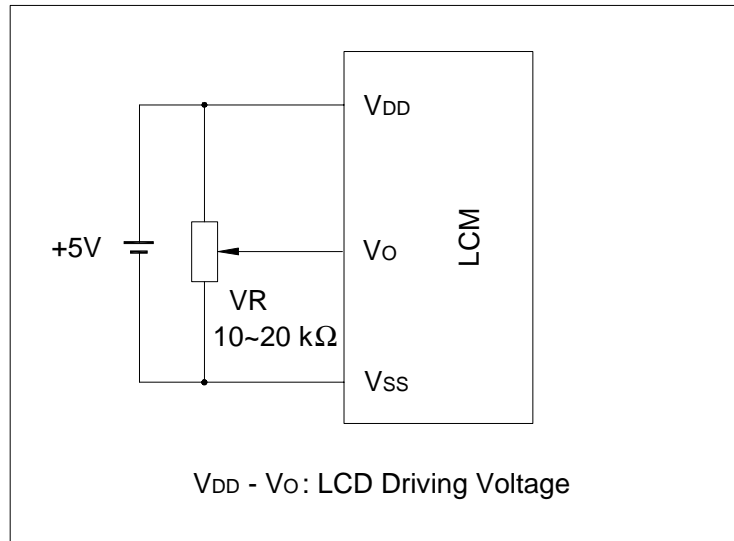 VDD
+5V
VO
LCM
VR
10~20 kΩ
VSS
VDD - VO: LCD Driving Voltage